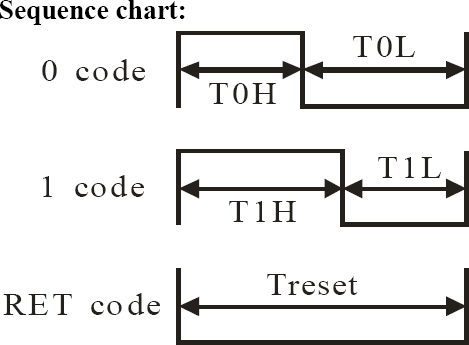 Sequence chart:
0 code
T0H
T0L
1 code
T1H
T1L
RET code
Treset